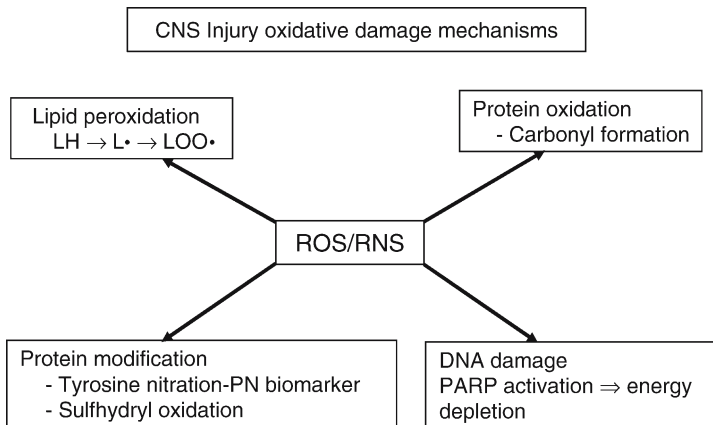 CNS Injury oxidative damage mechanisms
Lipid peroxidation
LH → L• → LOO•
Protein oxidation
- Carbonyl formation
ROS/RNS
Protein modification
- Tyrosine nitration-PN biomarker
- Sulfhydryl oxidation
DNA damage
PARP activation ⇒ energy
depletion